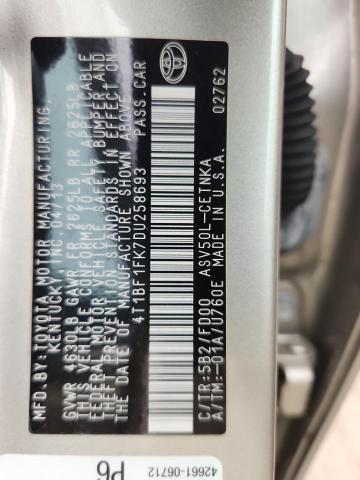 MFD. BY: TOYOTA MOTOR MANUFACTURING,
KENTUCKY, INC. 04/13
GVWR 4630LB GAWR FR 2625LB RR 2625LB
THIS VEHICLE CONFORMS TO ALL APPLICABLE
FEDERAL MOTOR VEHICLE SAFETY, BUMPER, AND
THEFT PREVENTION STANDARDS IN EFFECT ON
THE DATE OF MANUFACTURE SHOWN ABOVE.
4T1BF1FK7DU258693 PASS.CAR
C/TR:5B2/FJ00 ASV50L-CETNKA
A/TM:-01A/U760E MADE IN U.S.A. 02762
TOYOTA
42661-06712
P6